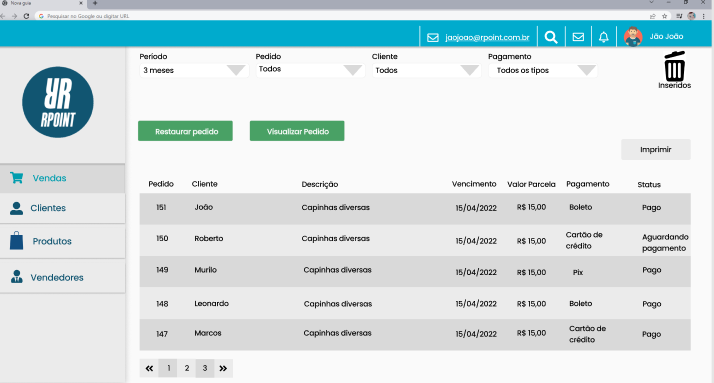 Nova guia
Pesquisar no Google ou digitar URL
jaojoao@rpoint.com.br
Jão João
Periodo
Pedido
Cliente
Pagamento
3 meses
Todos
Todos
Todos os tipos
Inseridos
RPOINT
Restaurar pedido
Visualizar Pedido
Imprimir
Vendas
Clientes
Produtos
Vendedores
Pedido Cliente Descrição Vencimento Valor Parcela Pagamento Status
151 João Capinhas diversas 15/04/2022 R$ 15,00 Boleto Pago
150 Roberto Capinhas diversas 15/04/2022 R$ 15,00 Cartão de
crédito Aguardando
pagamento
149 Murilo Capinhas diversas 15/04/2022 R$ 15,00 Pix Pago
148 Leonardo Capinhas diversas 15/04/2022 R$ 15,00 Boleto Pago
147 Marcos Capinhas diversas 15/04/2022 R$ 15,00 Cartão de
crédito Pago
« 1 2 3 »